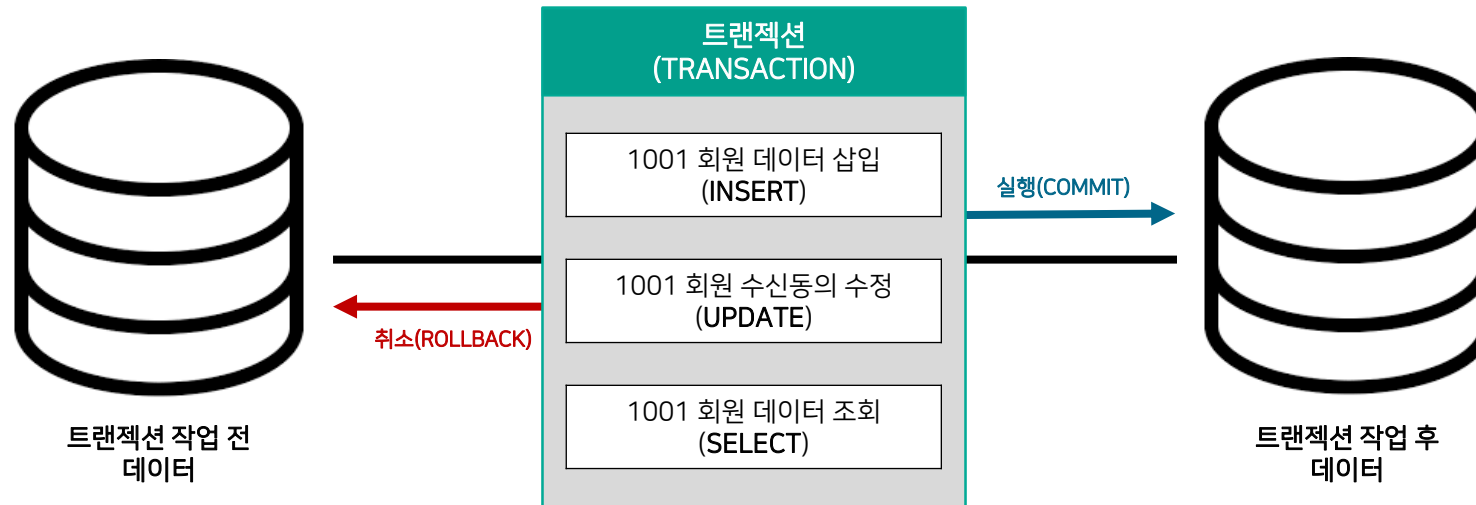 트랜젝션
(TRANSACTION)
1001 회원 데이터 삽입
(INSERT)
실행(COMMIT)
1001 회원 수신동의 수정
(UPDATE)
취소(ROLLBACK)
1001 회원 데이터 조회
(SELECT)
트랜젝션 작업 전
데이터
트랜젝션 작업 후
데이터